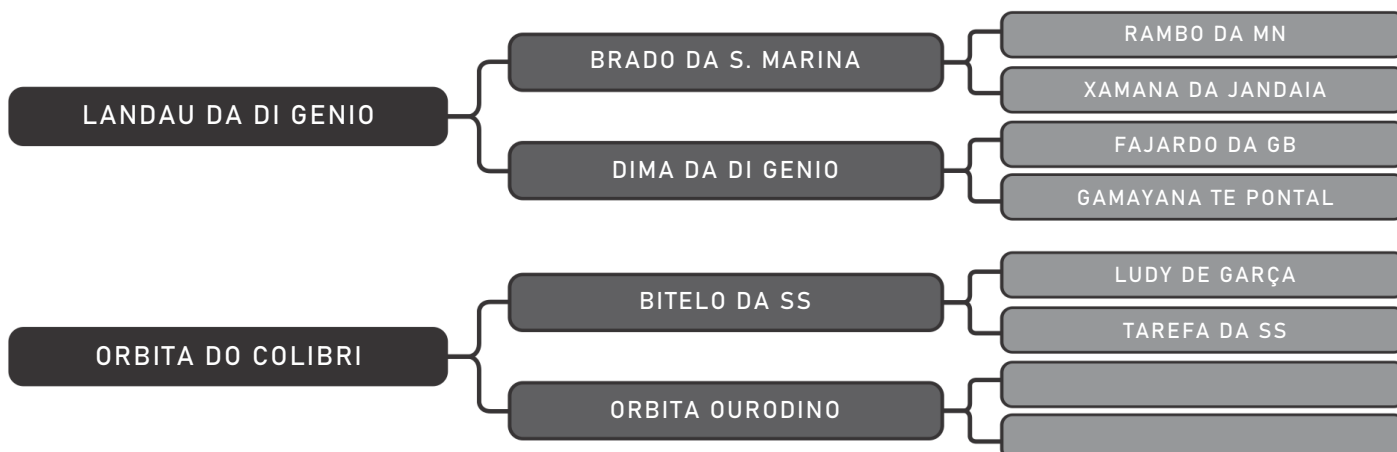 RAMBO DA MN
BRADO DA S. MARINA
XAMANA DA JANDAIA
LANDAU DA DI GENIO
FAJARDO DA GB
DIMA DA DI GENIO
GAMAYANA TE PONTAL
LUDY DE GARÇA
BITELO DA SS
TAREFA DA SS
ORBITA DO COLIBRI
ORBITA OURODINO